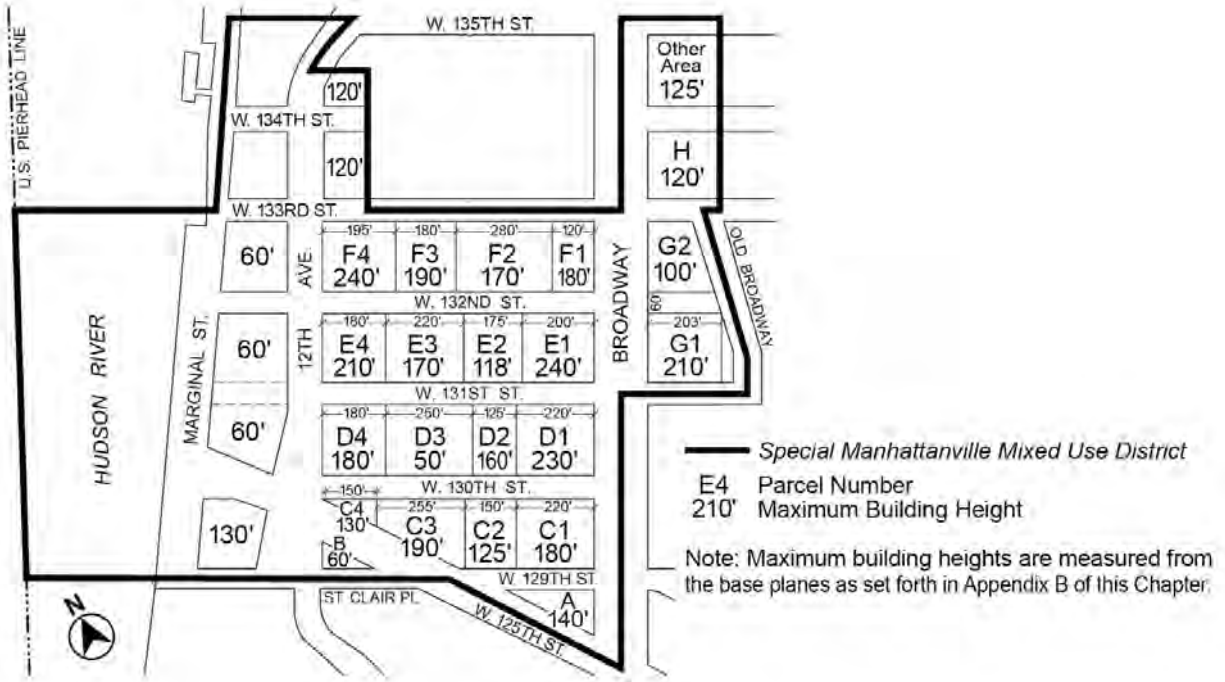 W. 135TH ST.
U.S. PIERHEAD LINE
Other
Area
125'
120'
W. 134TH ST.
120'
H
120'
W. 133RD ST.
195' 180' 280' 120'
60'
AVE.
F4 F3 F2 F1
240' 190' 170' 180'
G2
100'
OLD BROADWAY
W. 132ND ST.
60
BROADWAY
HUDSON RIVER
MARGINAL ST.
12TH
180' 220' 175' 200' 203'
60'
E4 E3 E2 E1 G1
210' 170' 118' 240' 210'
W. 131ST ST.
180' 260' 125' 220'
60'
D4 D3 D2 D1
180' 50' 160' 230'
W. 130TH ST.
150' 255' 150' 220'
130'
C4 C3 C2 C1
130' 190' 125' 180'
B
60'
W. 129TH ST.
ST CLAIR PL.
A
140'
W. 125TH ST.
N
Special Manhattanville Mixed Use District
E4 Parcel Number
210' Maximum Building Height
Note: Maximum building heights are measured from
the base planes as set forth in Appendix B of this Chapter.